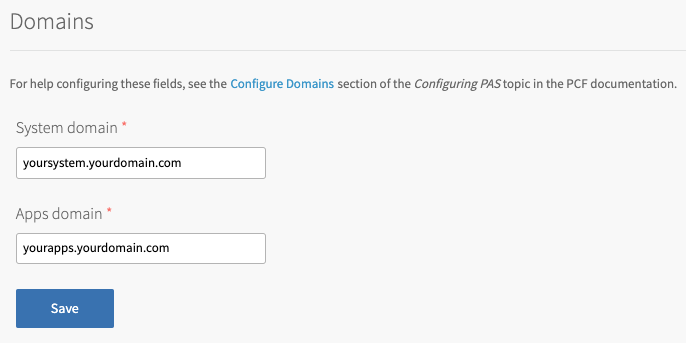 Domains
For help configuring these fields, see the Configure Domains section of the Configuring PAS topic in the PCF documentation.
System domain *
yoursystem.yourdomain.com
Apps domain *
yourapps.yourdomain.com
Save